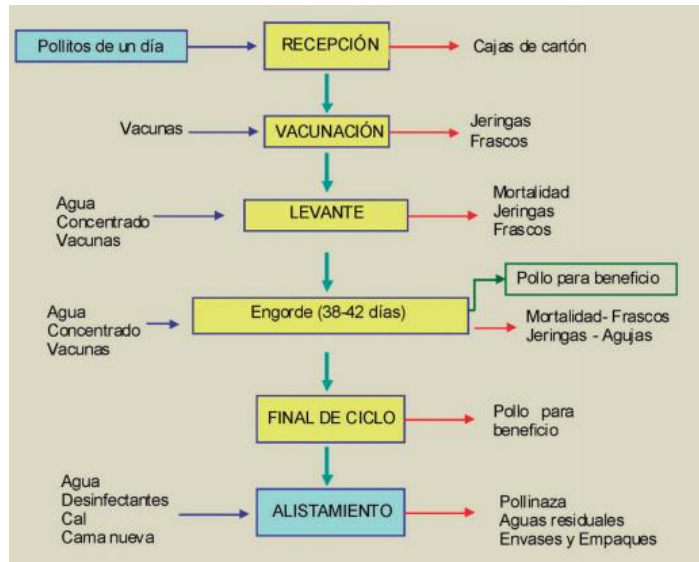 Pollitos de un día
RECEPCIÓN
Cajas de cartón
Vacunas
VACUNACIÓN
Jeringas
Frascos
Agua
Concentrado
Vacunas
LEVANTE
Mortalidad
Jeringas
Frascos
Pollo para beneficio
Agua
Concentrado
Vacunas
Engorde (38-42 días)
Mortalidad- Frascos
Jeringas - Agujas
FINAL DE CICLO
Pollo para
beneficio
Agua
Desinfectantes
Cal
Cama nueva
ALISTAMIENTO
Pollinaza
Aguas residuales
Envases y Empaques